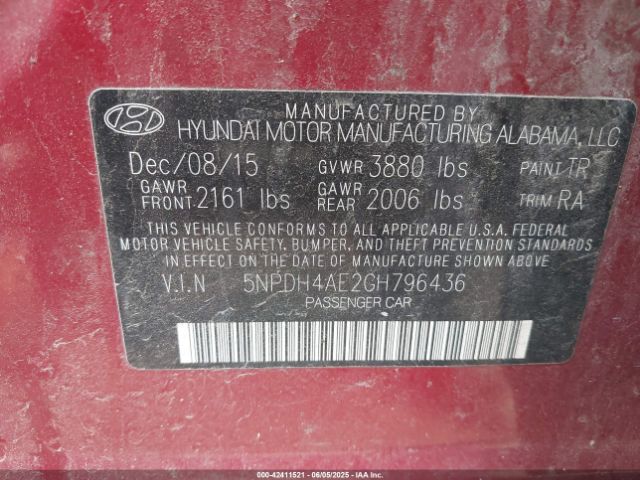 MANUFACTURED BY
HYUNDAI MOTOR MANUFACTURING ALABAMA, LLC
Dec/08/15 GVWR 3880 lbs PAINT TR
GAWR FRONT 2161 lbs GAWR REAR 2006 lbs TRIM RA
THIS VEHICLE CONFORMS TO ALL APPLICABLE U.S.A. FEDERAL
MOTOR VEHICLE SAFETY, BUMPER, AND THEFT PREVENTION STANDARDS
IN EFFECT ON THE DATE OF MANUFACTURE SHOWN ABOVE.
V.I.N 5NPDH4AE2GH796436
PASSENGER CAR
000-42411521 - 06/05/2025 - IAAI.COM